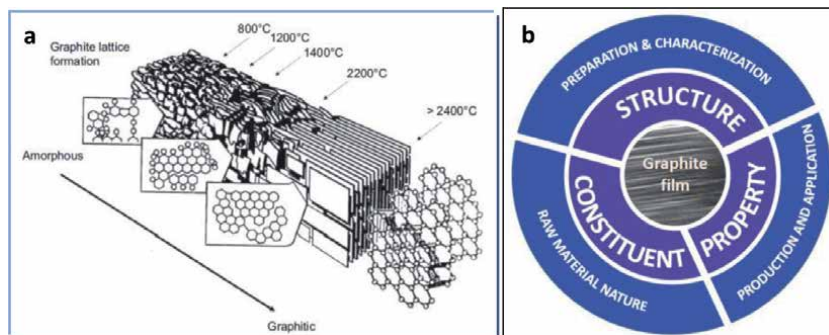 a
Graphite lattice
formation
800°C
1200°C
1400°C
2200°C
> 2400°C
Amorphous
Graphitic
b
PREPARATION & CHARACTERIZATION
STRUCTURE
Graphite
film
CONSTITUENT
PROPERTY
RAW MATERIAL NATURE
PRODUCTION AND APPLICATION